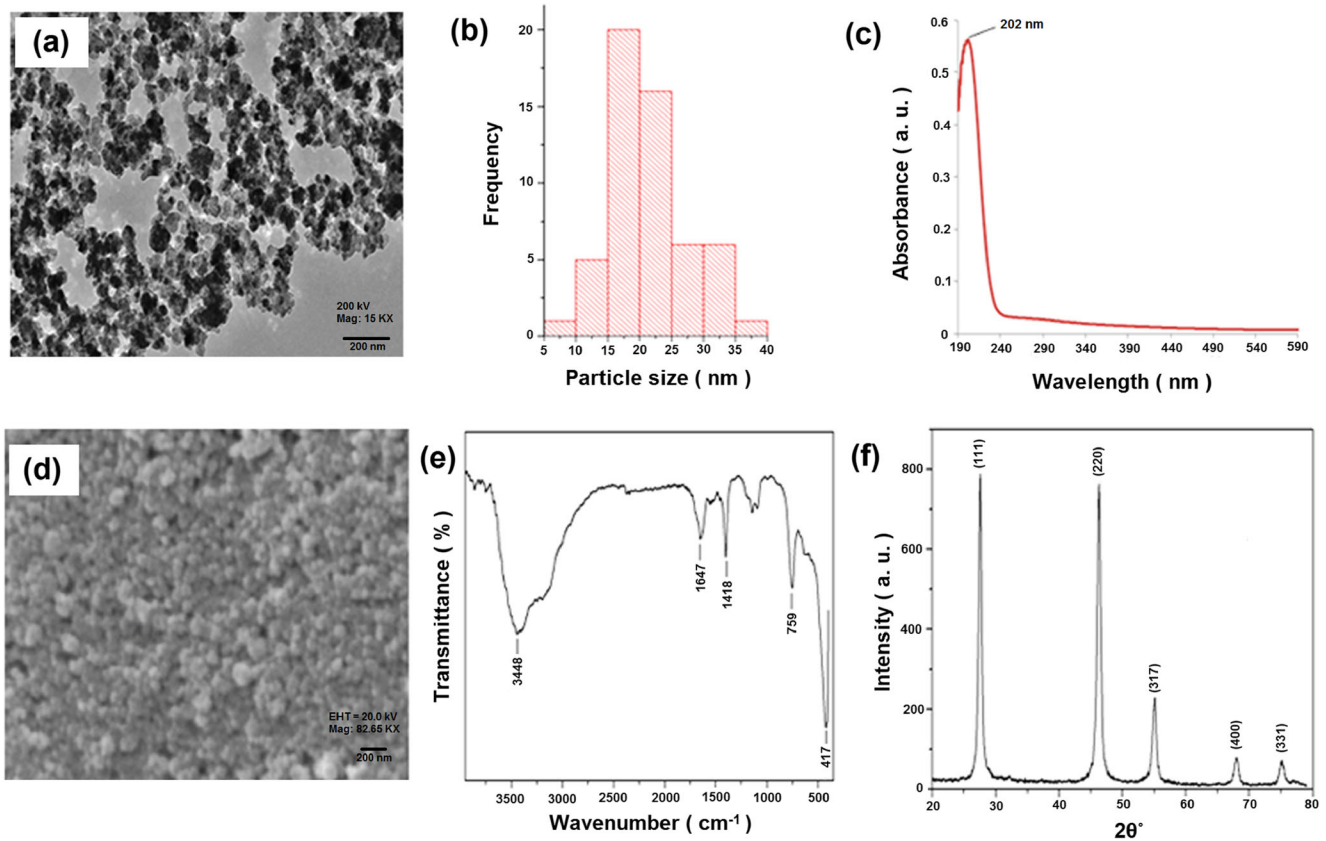 (a)
200 kV
Mag: 15 KX
200 nm
(b)
20
15
10
5
0
5 10 15 20 25 30 35 40
Frequency
Particle size ( nm )
(c)
202 nm
0.6
0.5
0.4
0.3
0.2
0.1
0
190 240 290 340 390 440 490 540 590
Absorbance ( a. u. )
Wavelength ( nm )
(d)
EHT = 20.0 kV
Mag: 82.65 KX
200 nm
(e)
3448
1647
1418
759
417
3500 3000 2500 2000 1500 1000 500
Transmittance ( % )
Wavenumber ( cm-1 )
(f)
(111)
(220)
(317)
(400)
(331)
800
600
400
200
0
20 30 40 50 60 70 80
Intensity ( a. u. )
2θ°